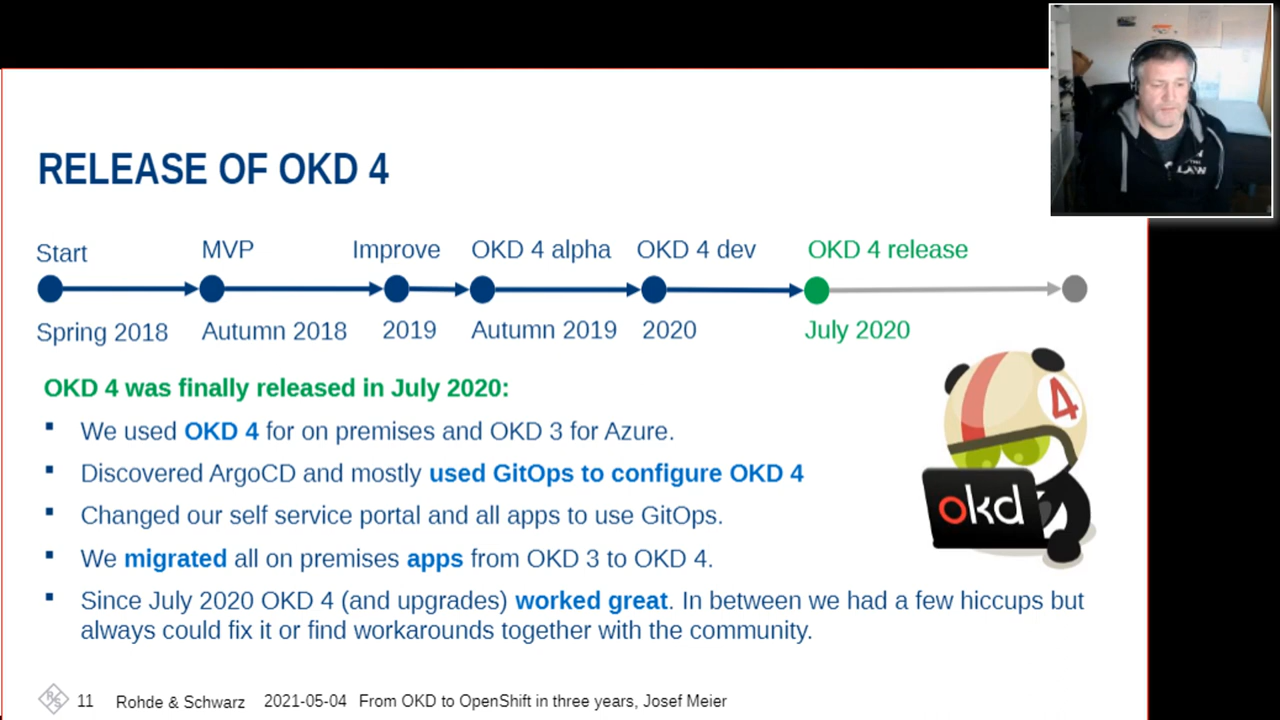 RELEASE OF OKD 4
Start MVP Improve OKD 4 alpha OKD 4 dev OKD 4 release
Spring 2018 Autumn 2018 2019 Autumn 2019 2020 July 2020
OKD 4 was finally released in July 2020:
▪ We used OKD 4 for on premises and OKD 3 for Azure.
▪ Discovered ArgoCD and mostly used GitOps to configure OKD 4
▪ Changed our self service portal and all apps to use GitOps.
▪ We migrated all on premises apps from OKD 3 to OKD 4.
▪ Since July 2020 OKD 4 (and upgrades) worked great. In between we had a few hiccups but
always could fix it or find workarounds together with the community.
4
okd
R S 11 Rohde & Schwarz 2021-05-04 From OKD to OpenShift in three years, Josef Meier